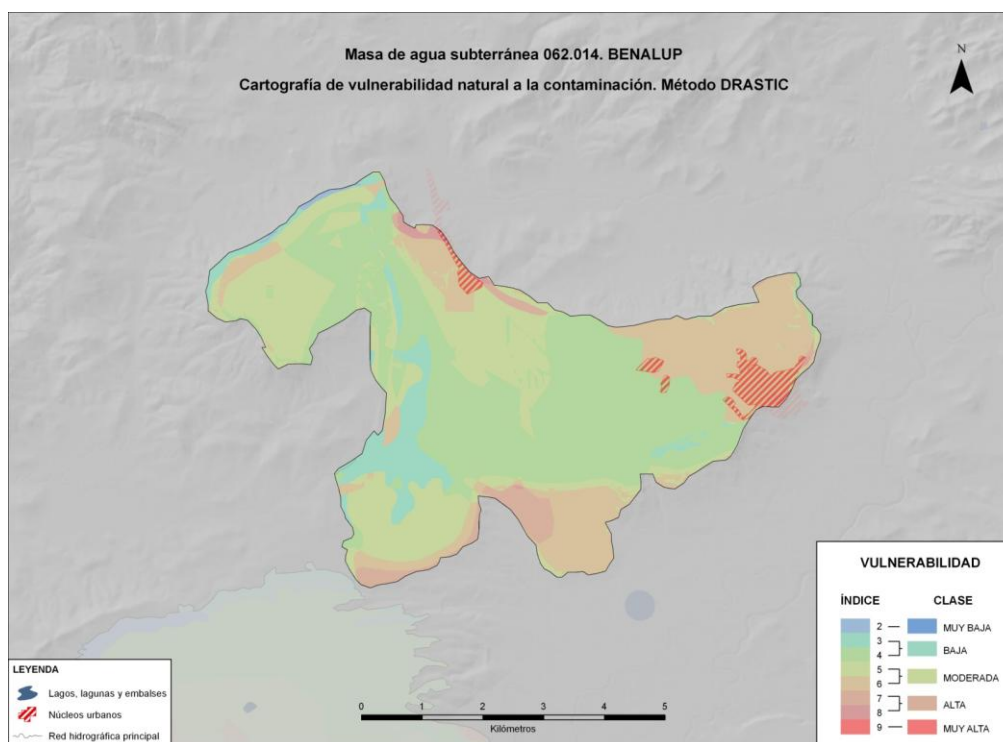 Masa de agua subterránea 062.014. BENALUP
Cartografía de vulnerabilidad natural a la contaminación. Método DRASTIC
N
VULNERABILIDAD
ÍNDICE CLASE
2 MUY BAJA
3
BAJA
4
5
MODERADA
6
7
ALTA
8
9 MUY ALTA
LEYENDA
Lagos, lagunas y embalses
Núcleos urbanos
Red hidrográfica principal
0 1 2 3 4 5
Kilómetros